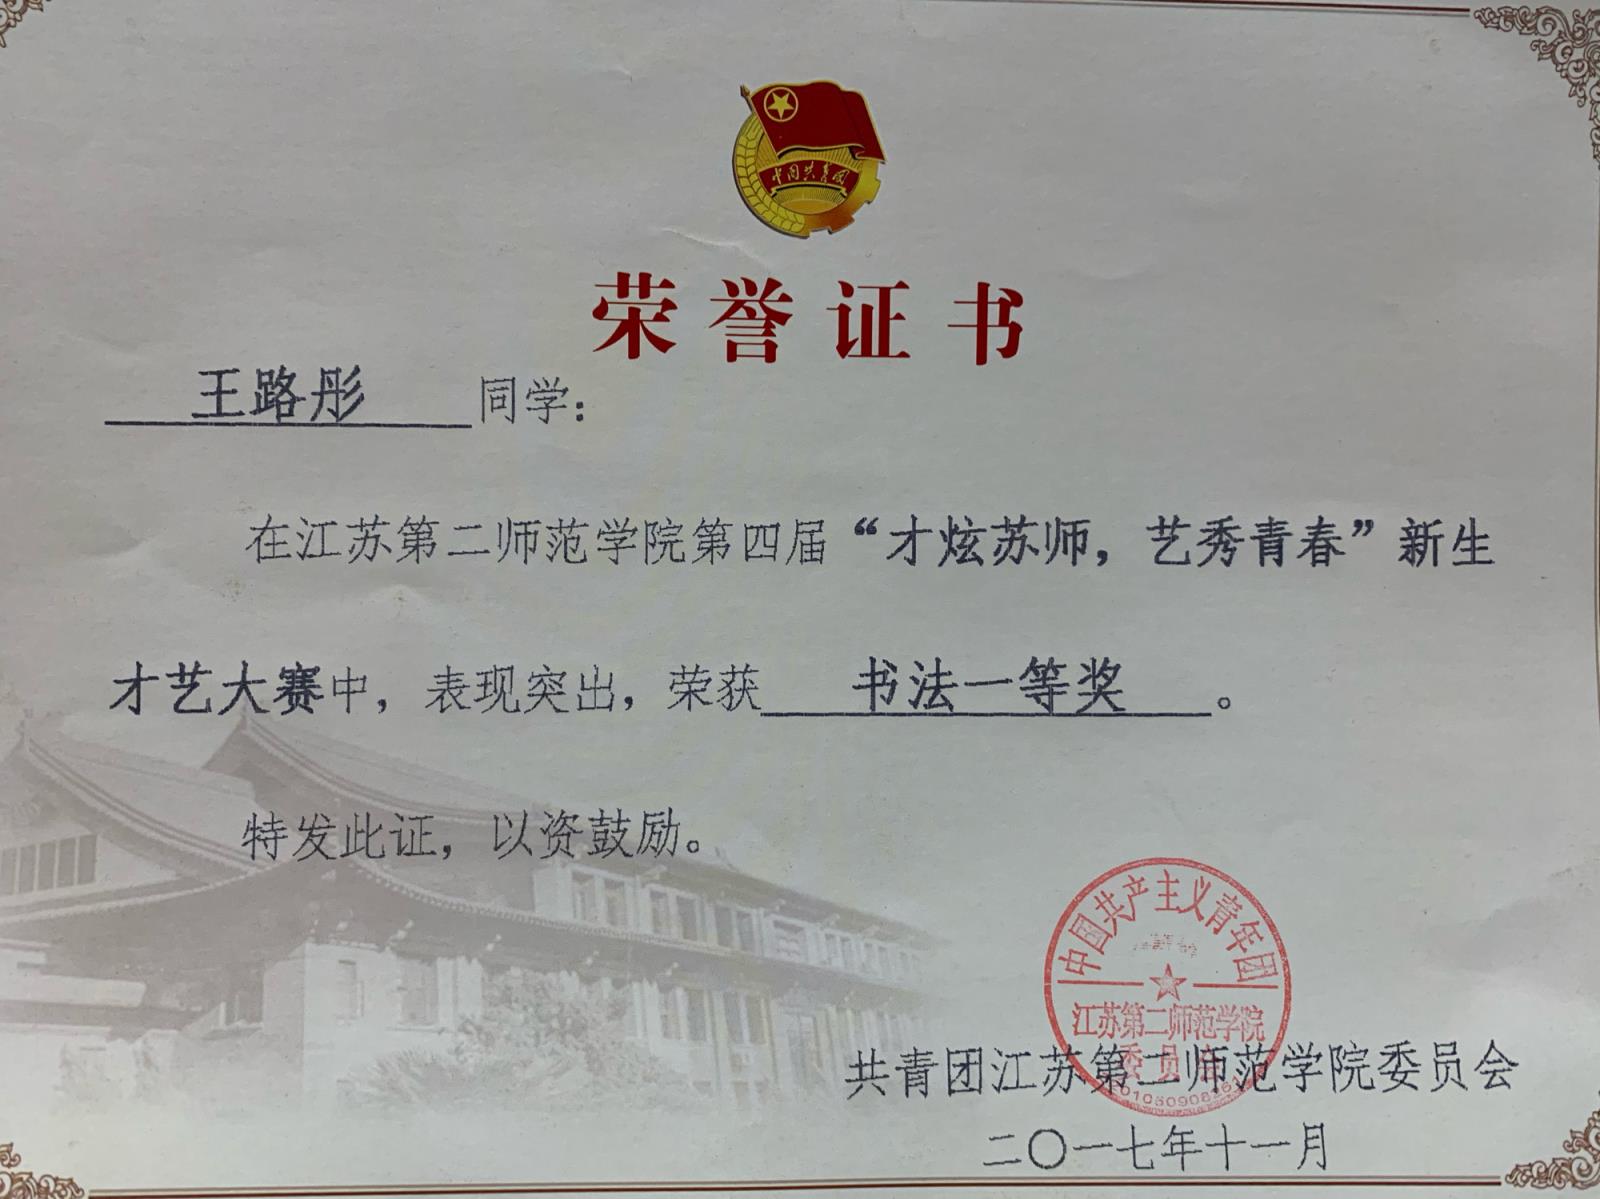 中国共青团
荣誉证书
王路彤 同学：
在江苏第二师范学院第四届“才炫苏师，艺秀青春”新生
才艺大赛中，表现突出，荣获 书法一等奖 。
特发此证，以资鼓励。
中国共产主义青年团
江苏第二师范学院
委员会
共青团江苏第二师范学院委员会
二〇一七年十一月